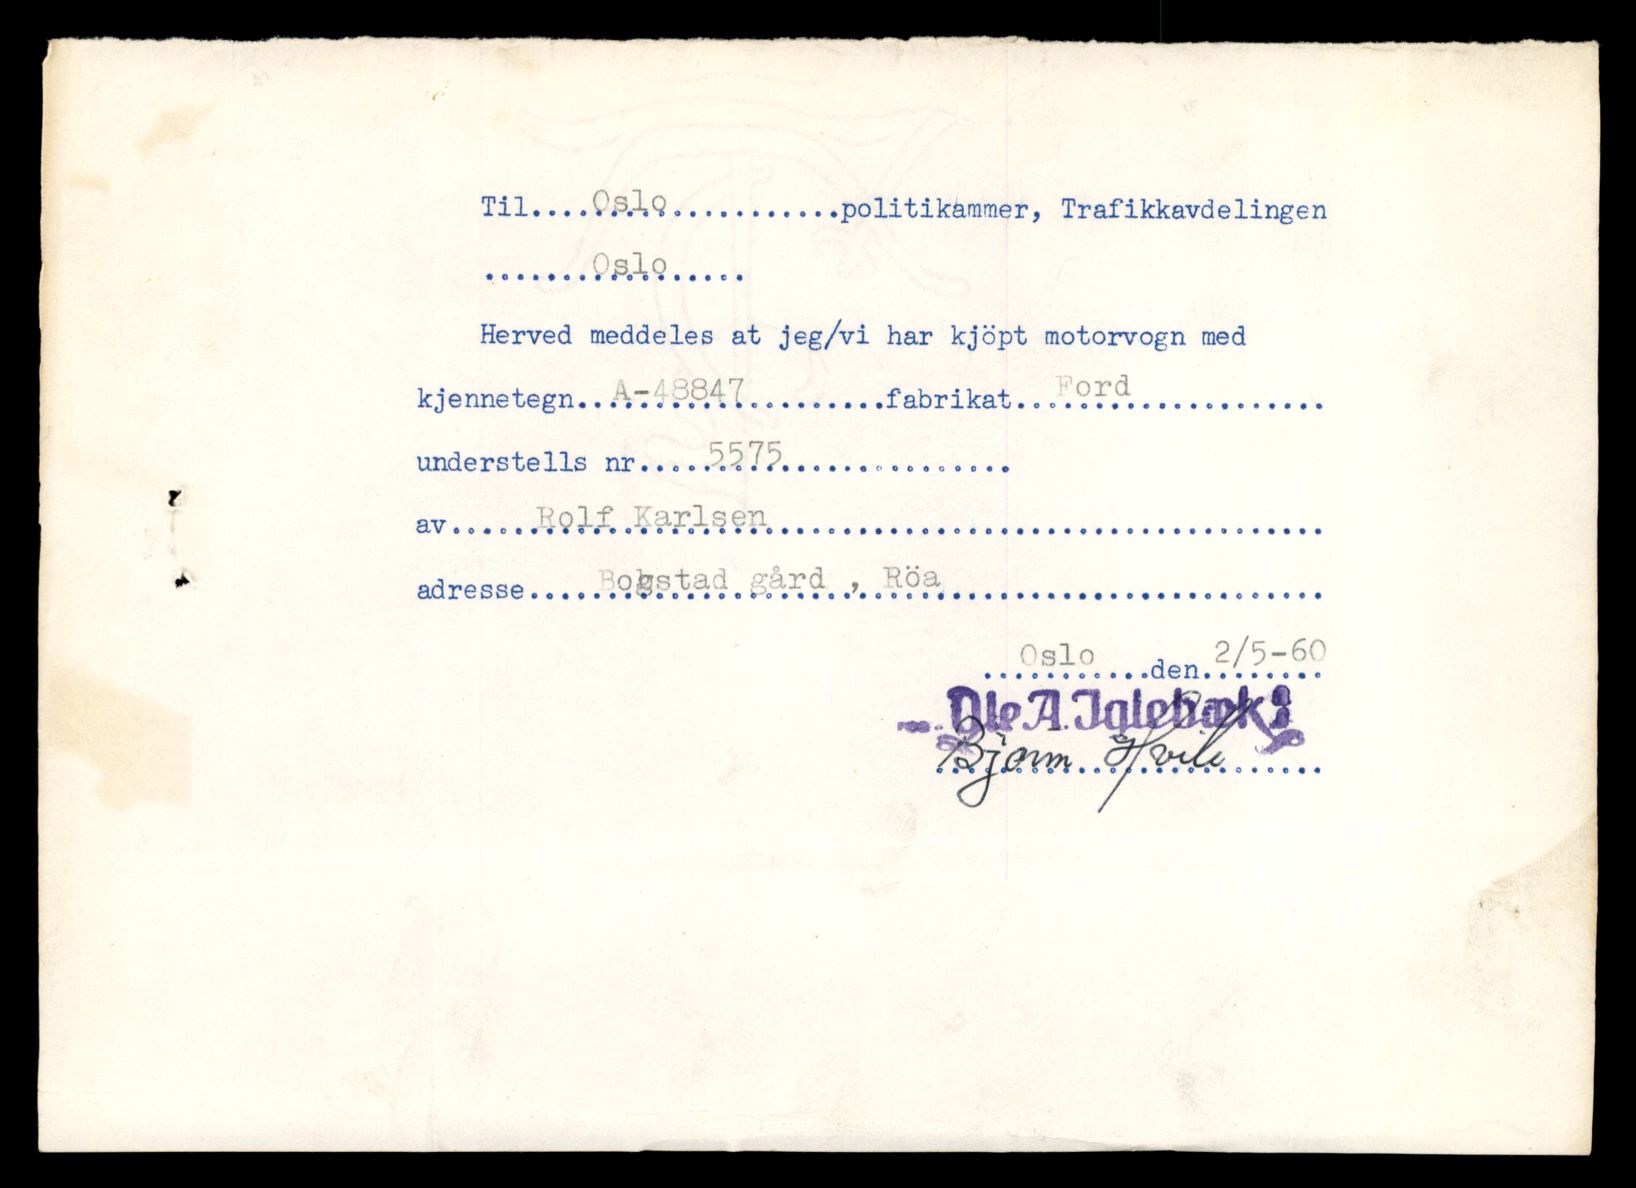 Til....Oslo....................politikammer, Trafikkavdelingen
.......Oslo.....
Herved meddeles at jeg/vi har kjöpt motorvogn med
kjennetegn...A-48847.........fabrikat...Ford............
understells nr.....5575...............
av......Rolf Karlsen....................................
adresse.....Bogstad gård , Röa.........................
Oslo....den 2/5-60
Ole A. Iglebæk
Bjørn Hvile